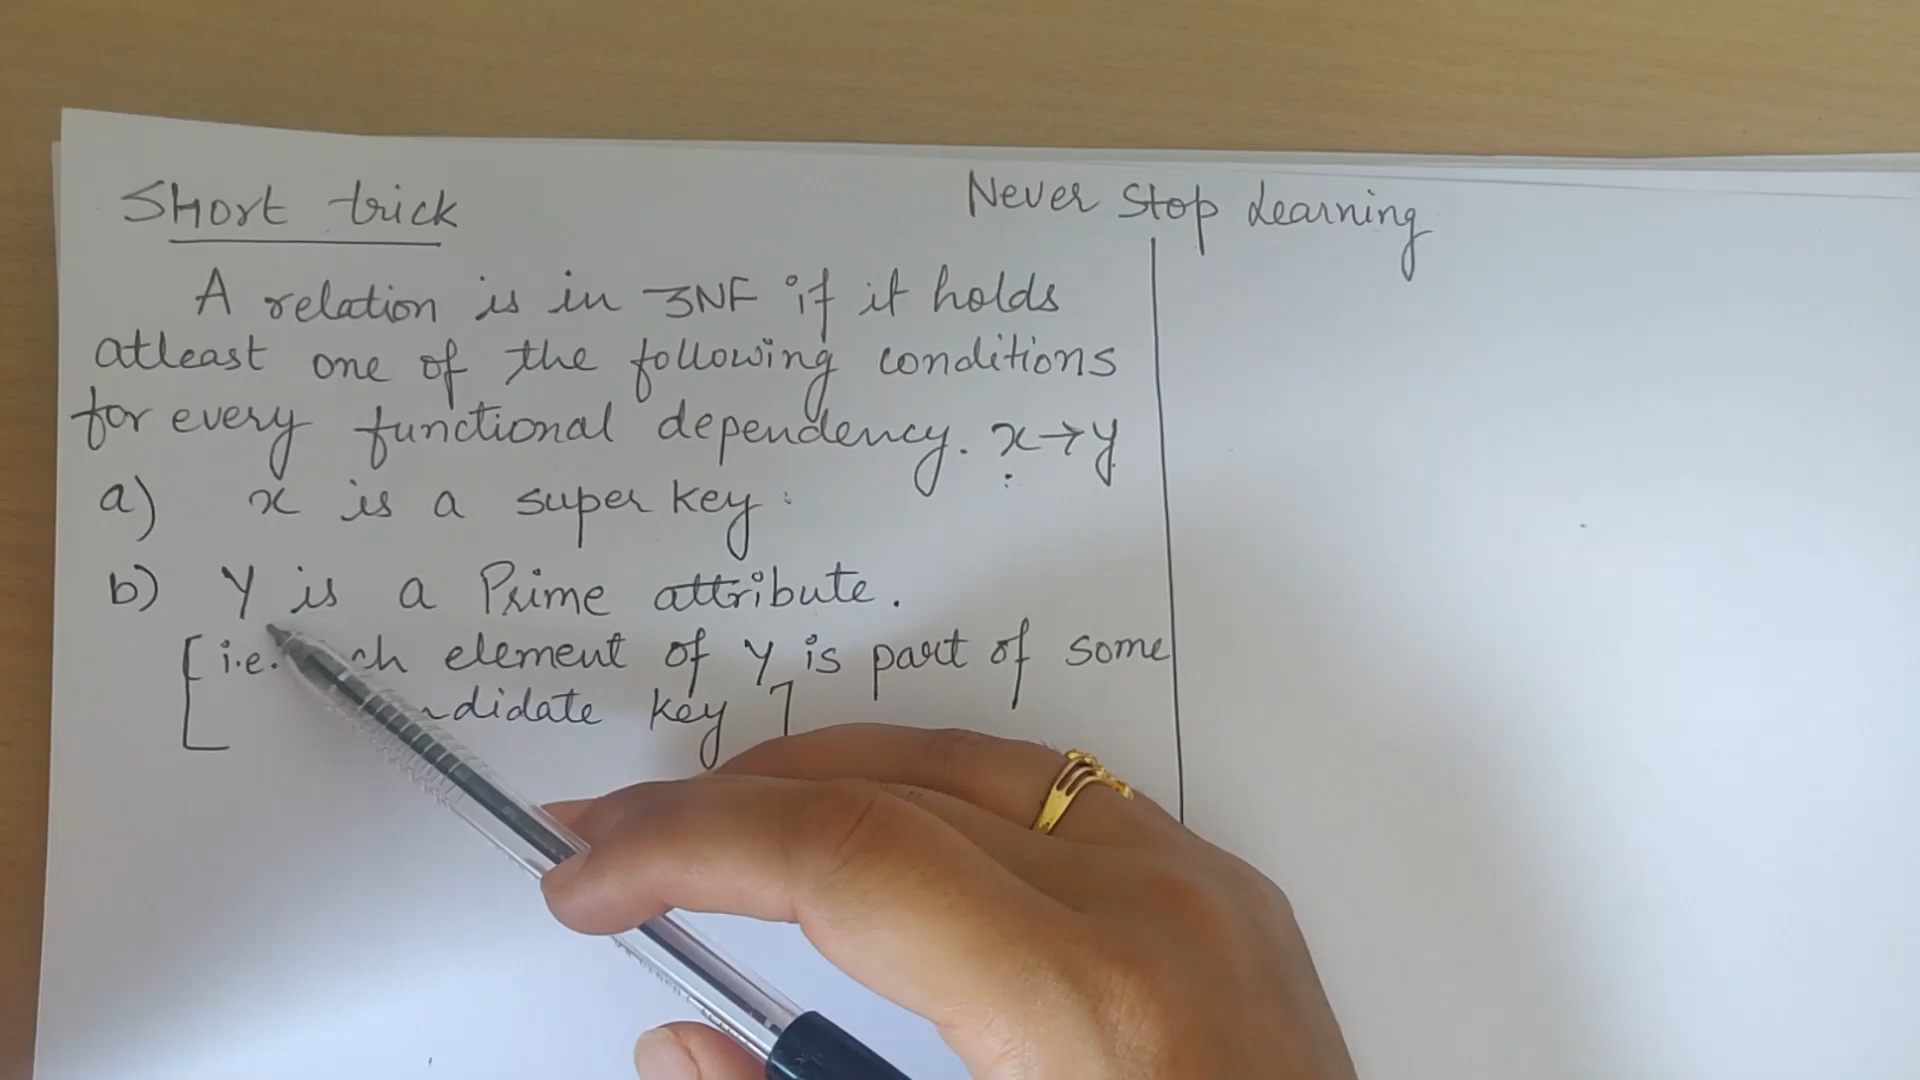 Short trick
Never Stop Learning
A relation is in 3NF if it holds
atleast one of the following conditions
for every functional dependency. x→y
a) x is a super key.
b) Y is a Prime attribute.
[i.e. element of Y is part of some
key]